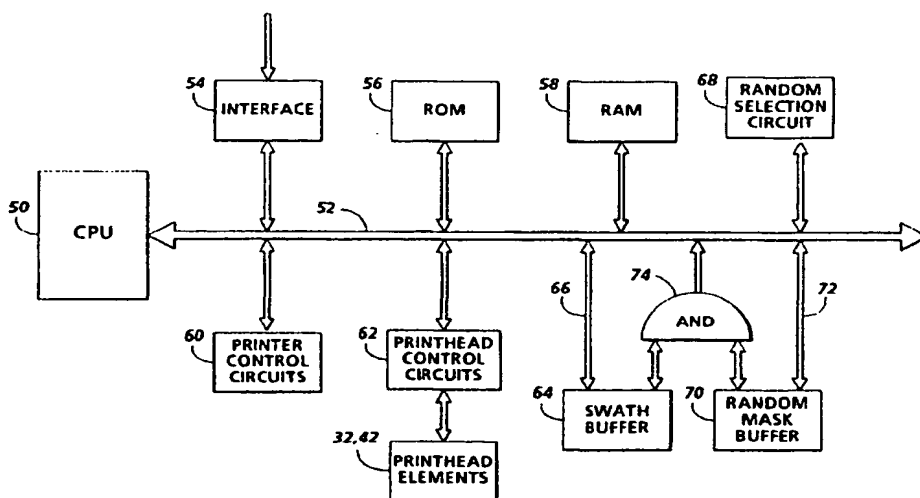 54
INTERFACE
56
ROM
58
RAM
68
RANDOM
SELECTION
CIRCUIT
50
CPU
52
60
PRINTER
CONTROL
CIRCUITS
62
PRINTHEAD
CONTROL
CIRCUITS
66
74
AND
72
64
SWATH
BUFFER
70
RANDOM
MASK
BUFFER
32,42
PRINTHEAD
ELEMENTS